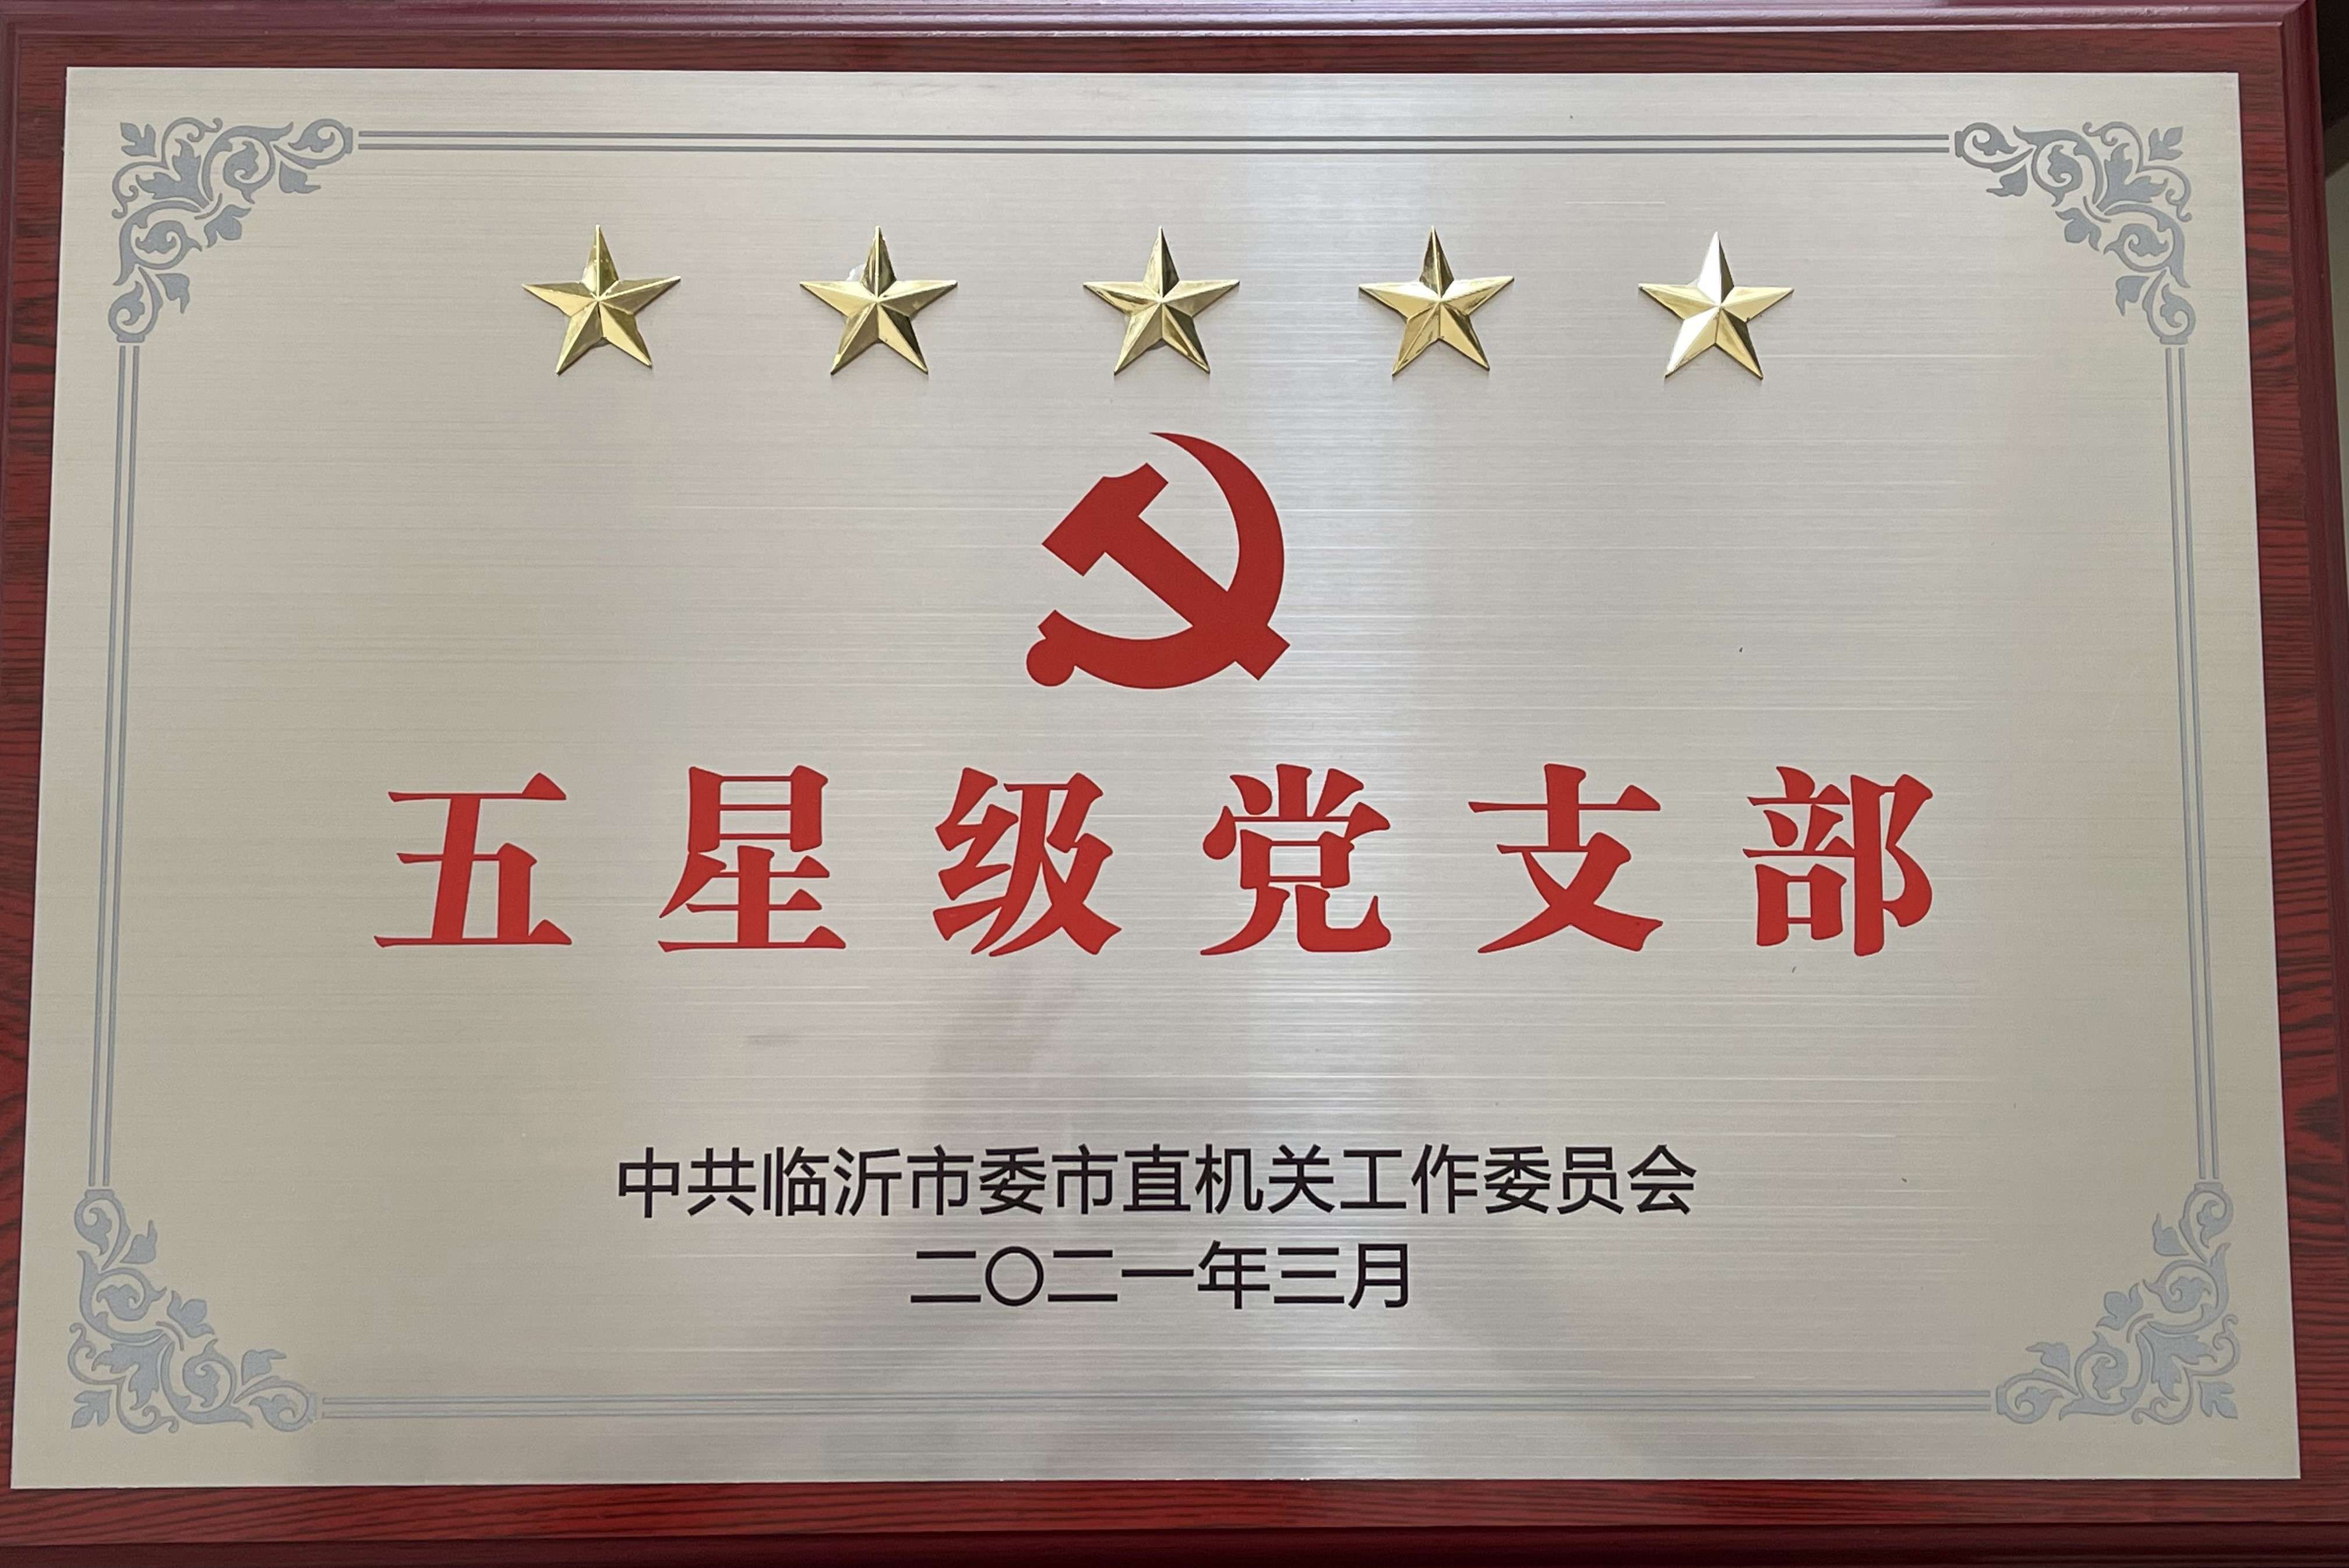 五星级党支部
中共临沂市委市直机关工作委员会
二〇二一年三月